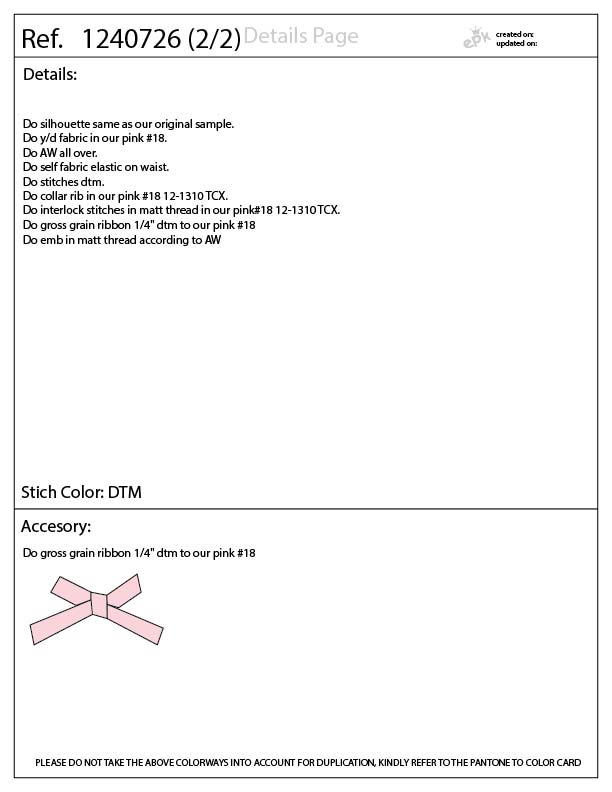 Ref. 1240726 (2/2) Details Page
epk
created on:
updated on:
Details:
Do silhouette same as our original sample.
Do y/d fabric in our pink #18.
Do AW all over.
Do self fabric elastic on waist.
Do stitches dtm.
Do collar rib in our pink #18 12-1310 TCX.
Do interlock stitches in matt thread in our pink#18 12-1310 TCX.
Do gross grain ribbon 1/4" dtm to our pink #18
Do emb in matt thread according to AW
Stich Color: DTM
Accesory:
Do gross grain ribbon 1/4" dtm to our pink #18
PLEASE DO NOT TAKE THE ABOVE COLORWAYS INTO ACCOUNT FOR DUPLICATION, KINDLY REFER TO THE PANTONE TO COLOR CARD